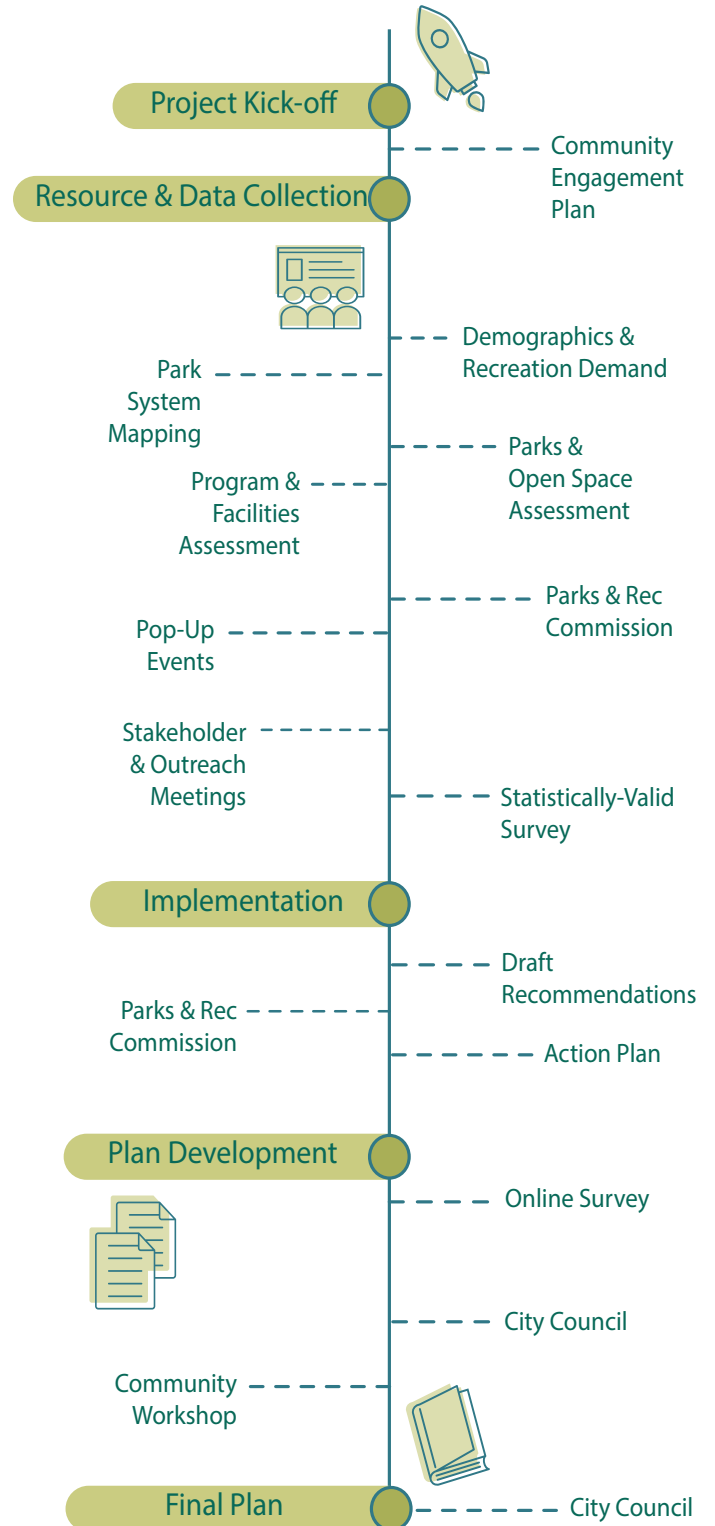 Project Kick-off
Community
Engagement
Plan
Resource & Data Collection
Demographics &
Recreation Demand
Park
System
Mapping
Parks &
Open Space
Assessment
Program &
Facilities
Assessment
Parks & Rec
Commission
Pop-Up
Events
Stakeholder
& Outreach
Meetings
Statistically-Valid
Survey
Implementation
Draft
Recommendations
Parks & Rec
Commission
Action Plan
Plan Development
Online Survey
City Council
Community
Workshop
Final Plan
City Council